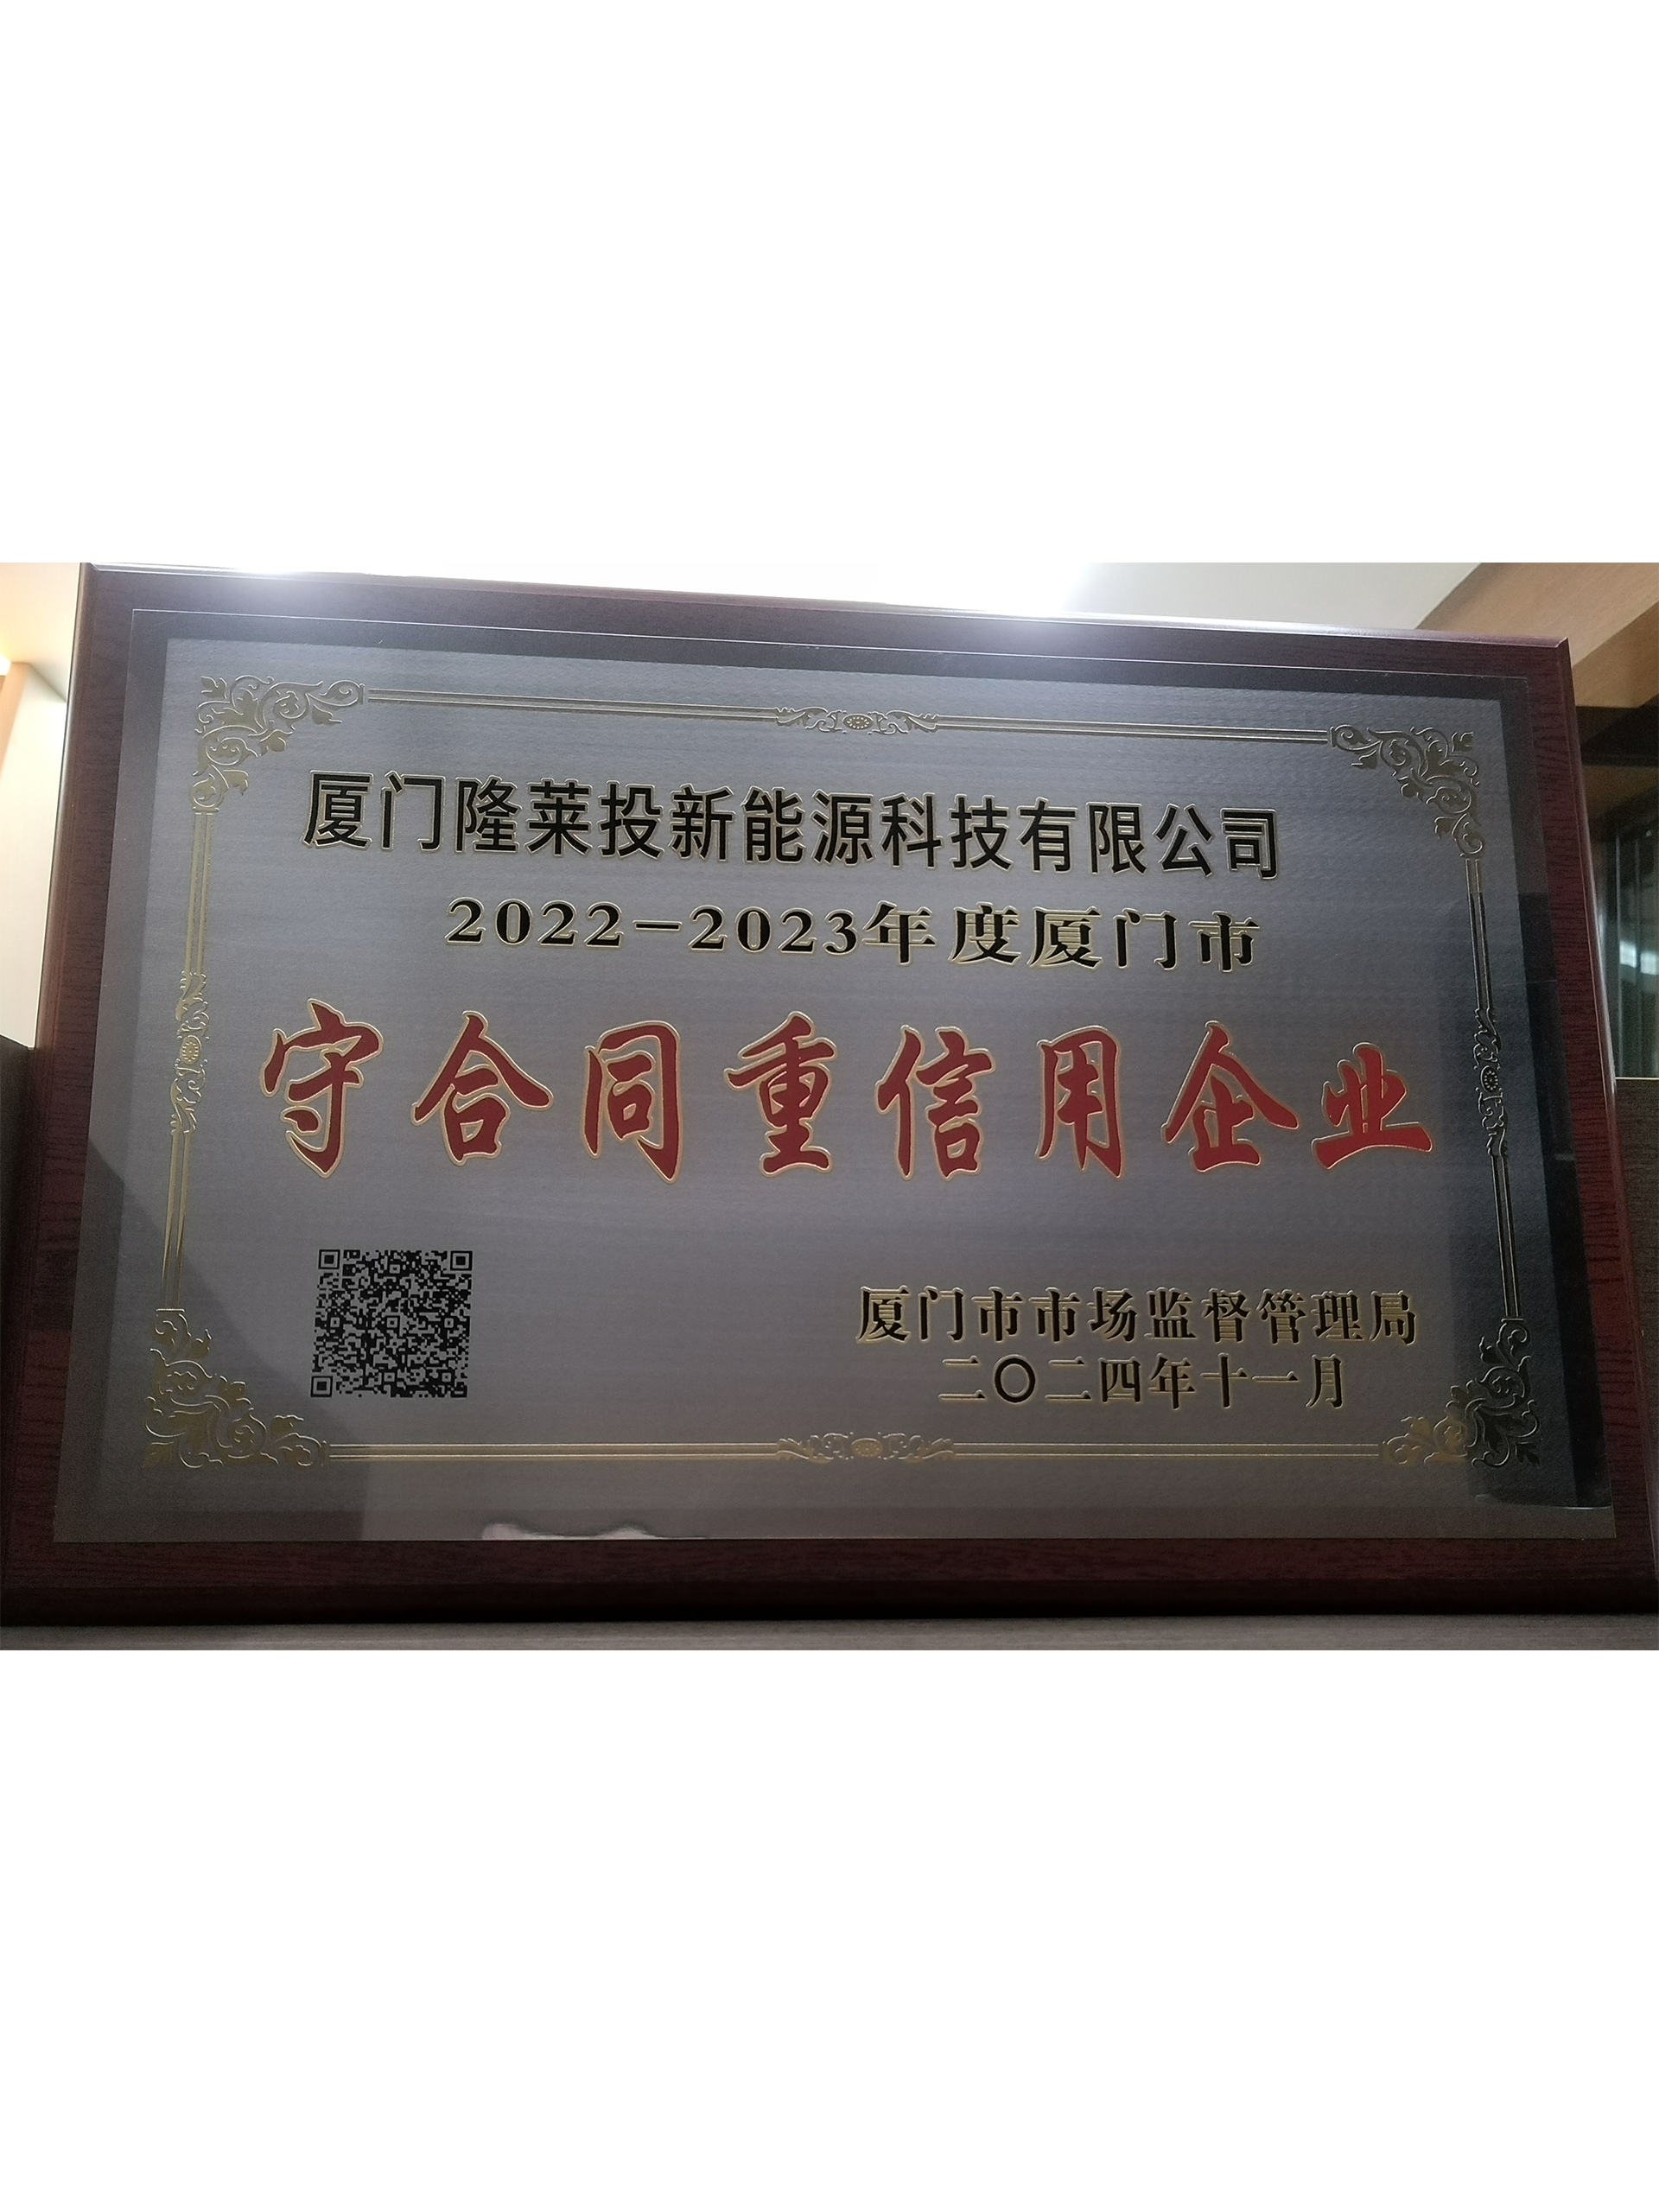 厦门隆莱投新能源科技有限公司
2022-2023年度厦门市
守合同重信用企业
厦门市市场监督管理局
二〇二四年十一月